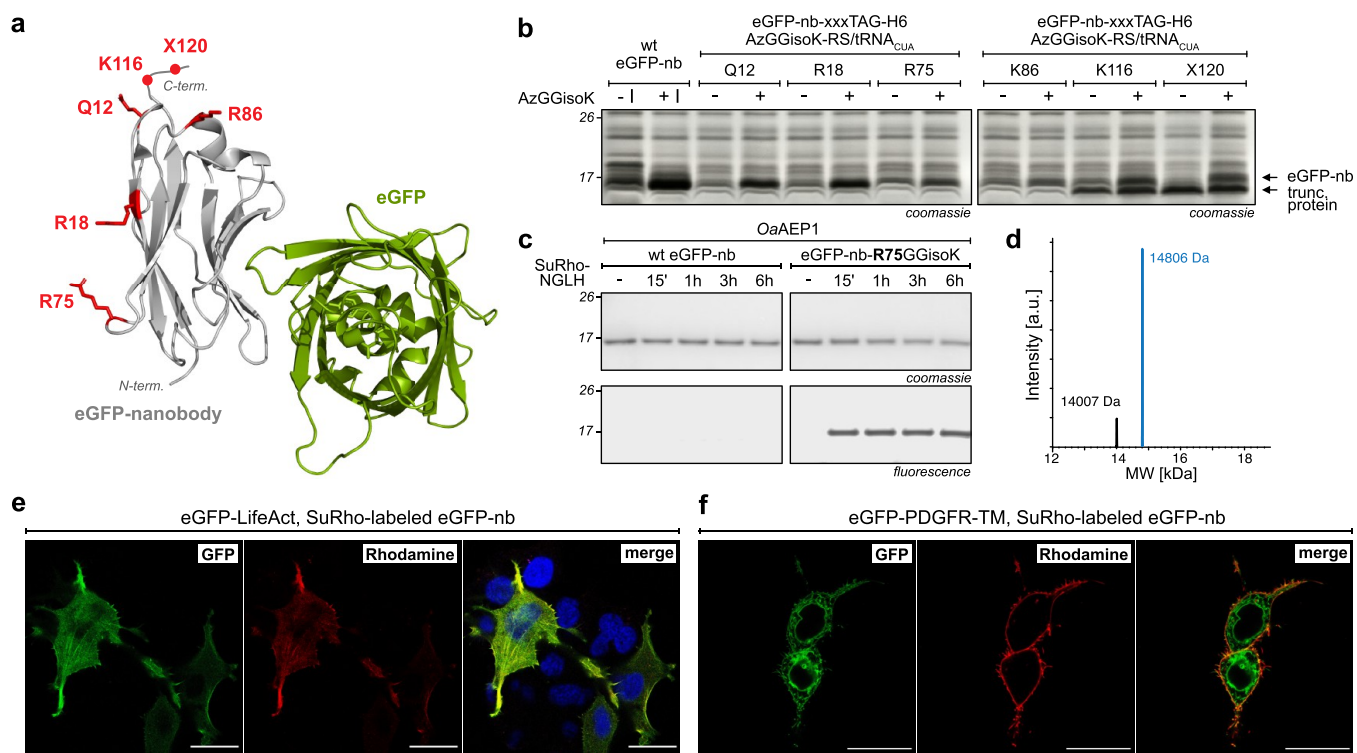 a
X120
K116
C-term.
Q12
R86
R18
eGFP
R75
N-term.
eGFP-nanobody
b
wt
eGFP-nb
eGFP-nb-xxxTAG-H6
AzGGisoK-RS/tRNACUA
eGFP-nb-xxxTAG-H6
AzGGisoK-RS/tRNACUA
Q12 R18 R75 K86 K116 X120
AzGGisoK - + - + - + - + - + - + - +
26
17
eGFP-nb
trunc.
protein
coomassie
coomassie
c
OaAEP1
wt eGFP-nb eGFP-nb-R75GGisoK
SuRho-
NGLH
- 15' 1h 3h 6h - 15' 1h 3h 6h
26
17
coomassie
26
17
fluorescence
d
14806 Da
14007 Da
Intensity [a.u.]
12 14 16 18
MW [kDa]
e
eGFP-LifeAct, SuRho-labeled eGFP-nb
GFP Rhodamine merge
f
eGFP-PDGFR-TM, SuRho-labeled eGFP-nb
GFP Rhodamine merge